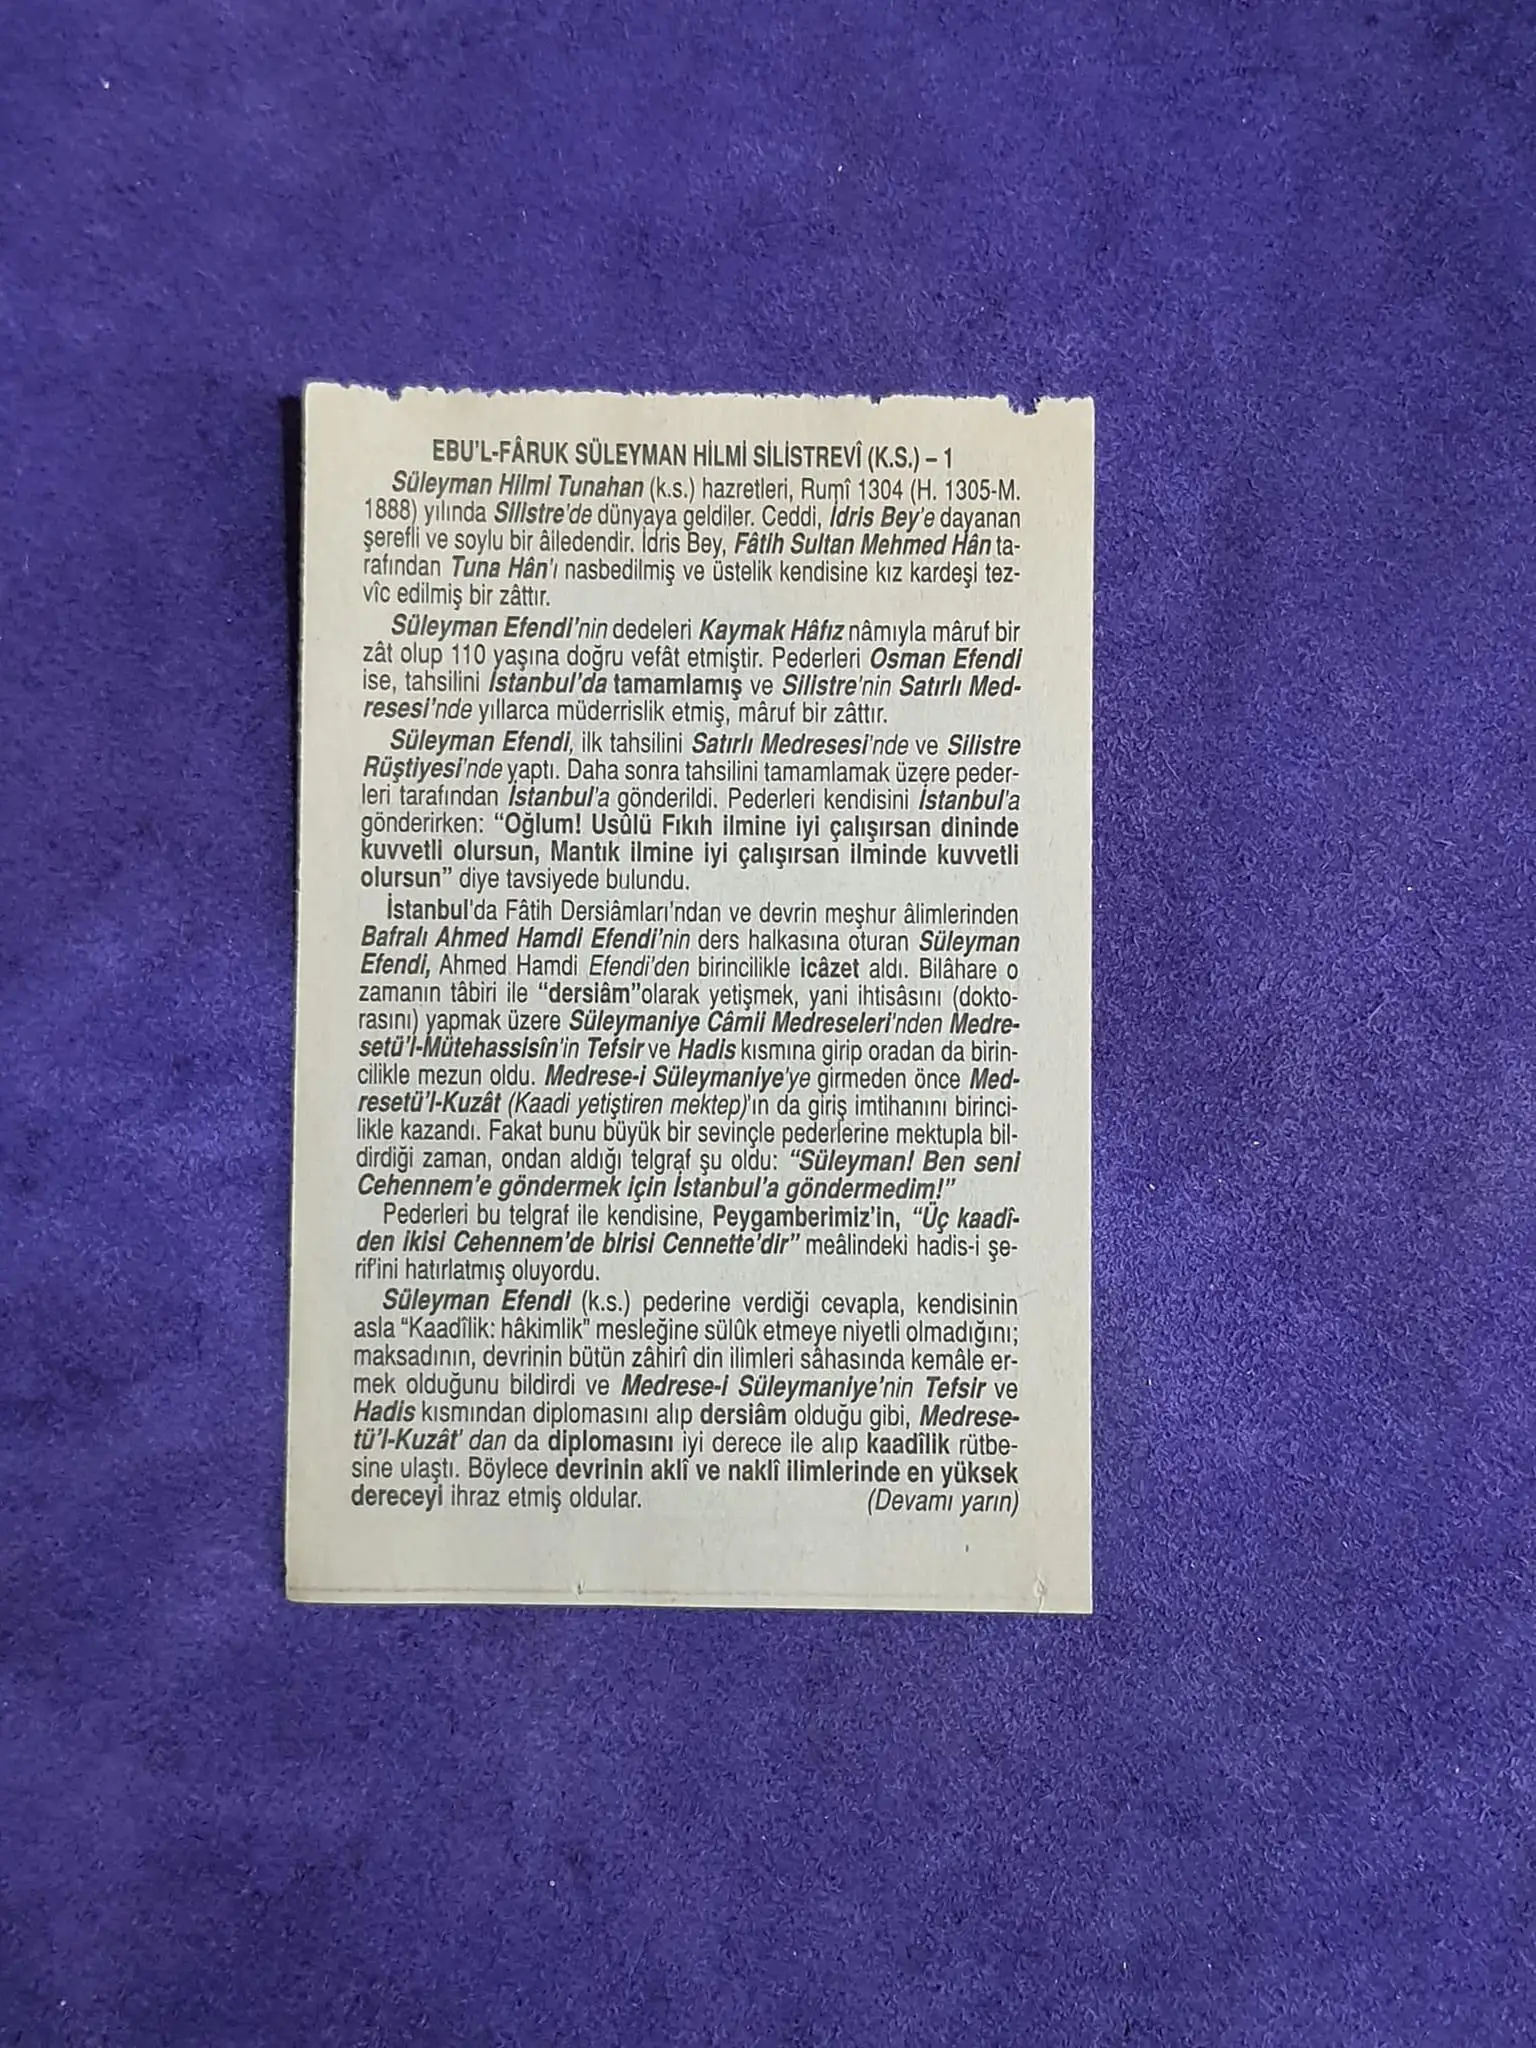 EBU'L-FÂRUK SÜLEYMAN HİLMİ SİLİSTREVÎ (K.S.) – 1
Süleyman Hilmi Tunahan (k.s.) hazretleri, Rumî 1304 (H. 1305-M.
1888) yılında Silistre'de dünyaya geldiler. Ceddi, İdris Bey'e dayanan
şerefli ve soylu bir âiledendir. İdris Bey, Fâtih Sultan Mehmed Hân ta-
rafından Tuna Hân'ı nasbedilmiş ve üstelik kendisine kız kardeşi tez-
vîc edilmiş bir zâttır.
Süleyman Efendi'nin dedeleri Kaymak Hâfız nâmıyla mâruf bir
zât olup 110 yaşına doğru vefât etmiştir. Pederleri Osman Efendi
ise, tahsilini İstanbul'da tamamlamış ve Silistre'nin Satırlı Med-
resesi'nde yıllarca müderrislik etmiş, mâruf bir zâttır.
Süleyman Efendi, ilk tahsilini Satırlı Medresesi'nde ve Silistre
Rüştiyesi'nde yaptı. Daha sonra tahsilini tamamlamak üzere peder-
leri tarafından İstanbul'a gönderildi. Pederleri kendisini İstanbul'a
gönderirken: “Oğlum! Usûlü Fıkıh ilmine iyi çalışırsan dininde
kuvvetli olursun, Mantık ilmine iyi çalışırsan ilminde kuvvetli
olursun” diye tavsiyede bulundu.
İstanbul'da Fâtih Dersiâmları'ndan ve devrin meşhur âlimlerinden
Bafralı Ahmed Hamdi Efendi'nin ders halkasına oturan Süleyman
Efendi, Ahmed Hamdi Efendi'den birincilikle icâzet aldı. Bilâhare o
zamanın tâbiri ile “dersiâm”olarak yetişmek, yani ihtisâsını (dokto-
rasını) yapmak üzere Süleymaniye Câmii Medreseleri'nden Medre-
setü'l-Mütehassisîn'in Tefsir ve Hadis kısmına girip oradan da birin-
cilikle mezun oldu. Medrese-i Süleymaniye'ye girmeden önce Med-
resetü'l-Kuzât (Kaadi yetiştiren mektep)'ın da giriş imtihanını birinci-
likle kazandı. Fakat bunu büyük bir sevinçle pederlerine mektupla bil-
dirdiği zaman, ondan aldığı telgraf şu oldu: “Süleyman! Ben seni
Cehennem'e göndermek için İstanbul'a göndermedim!”
Pederleri bu telgraf ile kendisine, Peygamberimiz'in, “Üç kaadî-
den ikisi Cehennem'de birisi Cennette'dir” meâlindeki hadis-i şe-
rif'ini hatırlatmış oluyordu.
Süleyman Efendi (k.s.) pederine verdiği cevapla, kendisinin
asla “Kaadîlik: hâkimlik” mesleğine sülûk etmeye niyetli olmadığını;
maksadının, devrinin bütün zâhirî din ilimleri sâhasında kemâle er-
mek olduğunu bildirdi ve Medrese-i Süleymaniye'nin Tefsir ve
Hadis kısmından diplomasını alıp dersiâm olduğu gibi, Medrese-
tü'l-Kuzât' dan da diplomasını iyi derece ile alıp kaadîlik rütbe-
sine ulaştı. Böylece devrinin aklî ve naklî ilimlerinde en yüksek
dereceyi ihraz etmiş oldular. (Devamı yarın)